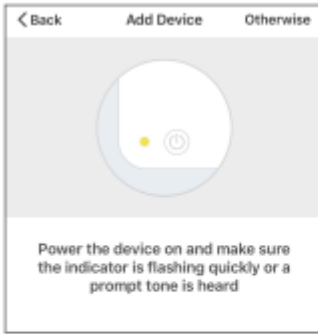 Back Add Device Otherwise
Power the device on and make sure
the indicator is flashing quickly or a
prompt tone is heard